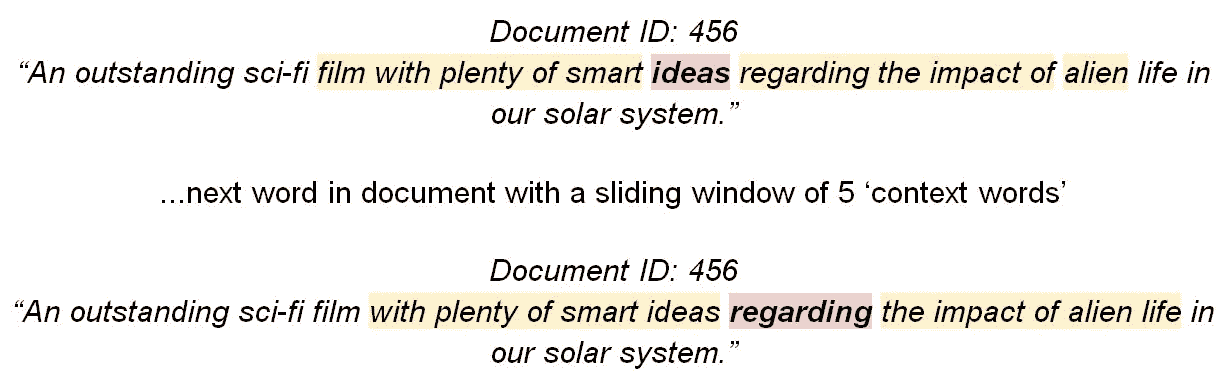 Document ID: 456
“An outstanding sci-fi film with plenty of smart ideas regarding the impact of alien life in
our solar system.”
...next word in document with a sliding window of 5 ‘context words’
Document ID: 456
“An outstanding sci-fi film with plenty of smart ideas regarding the impact of alien life in
our solar system.”